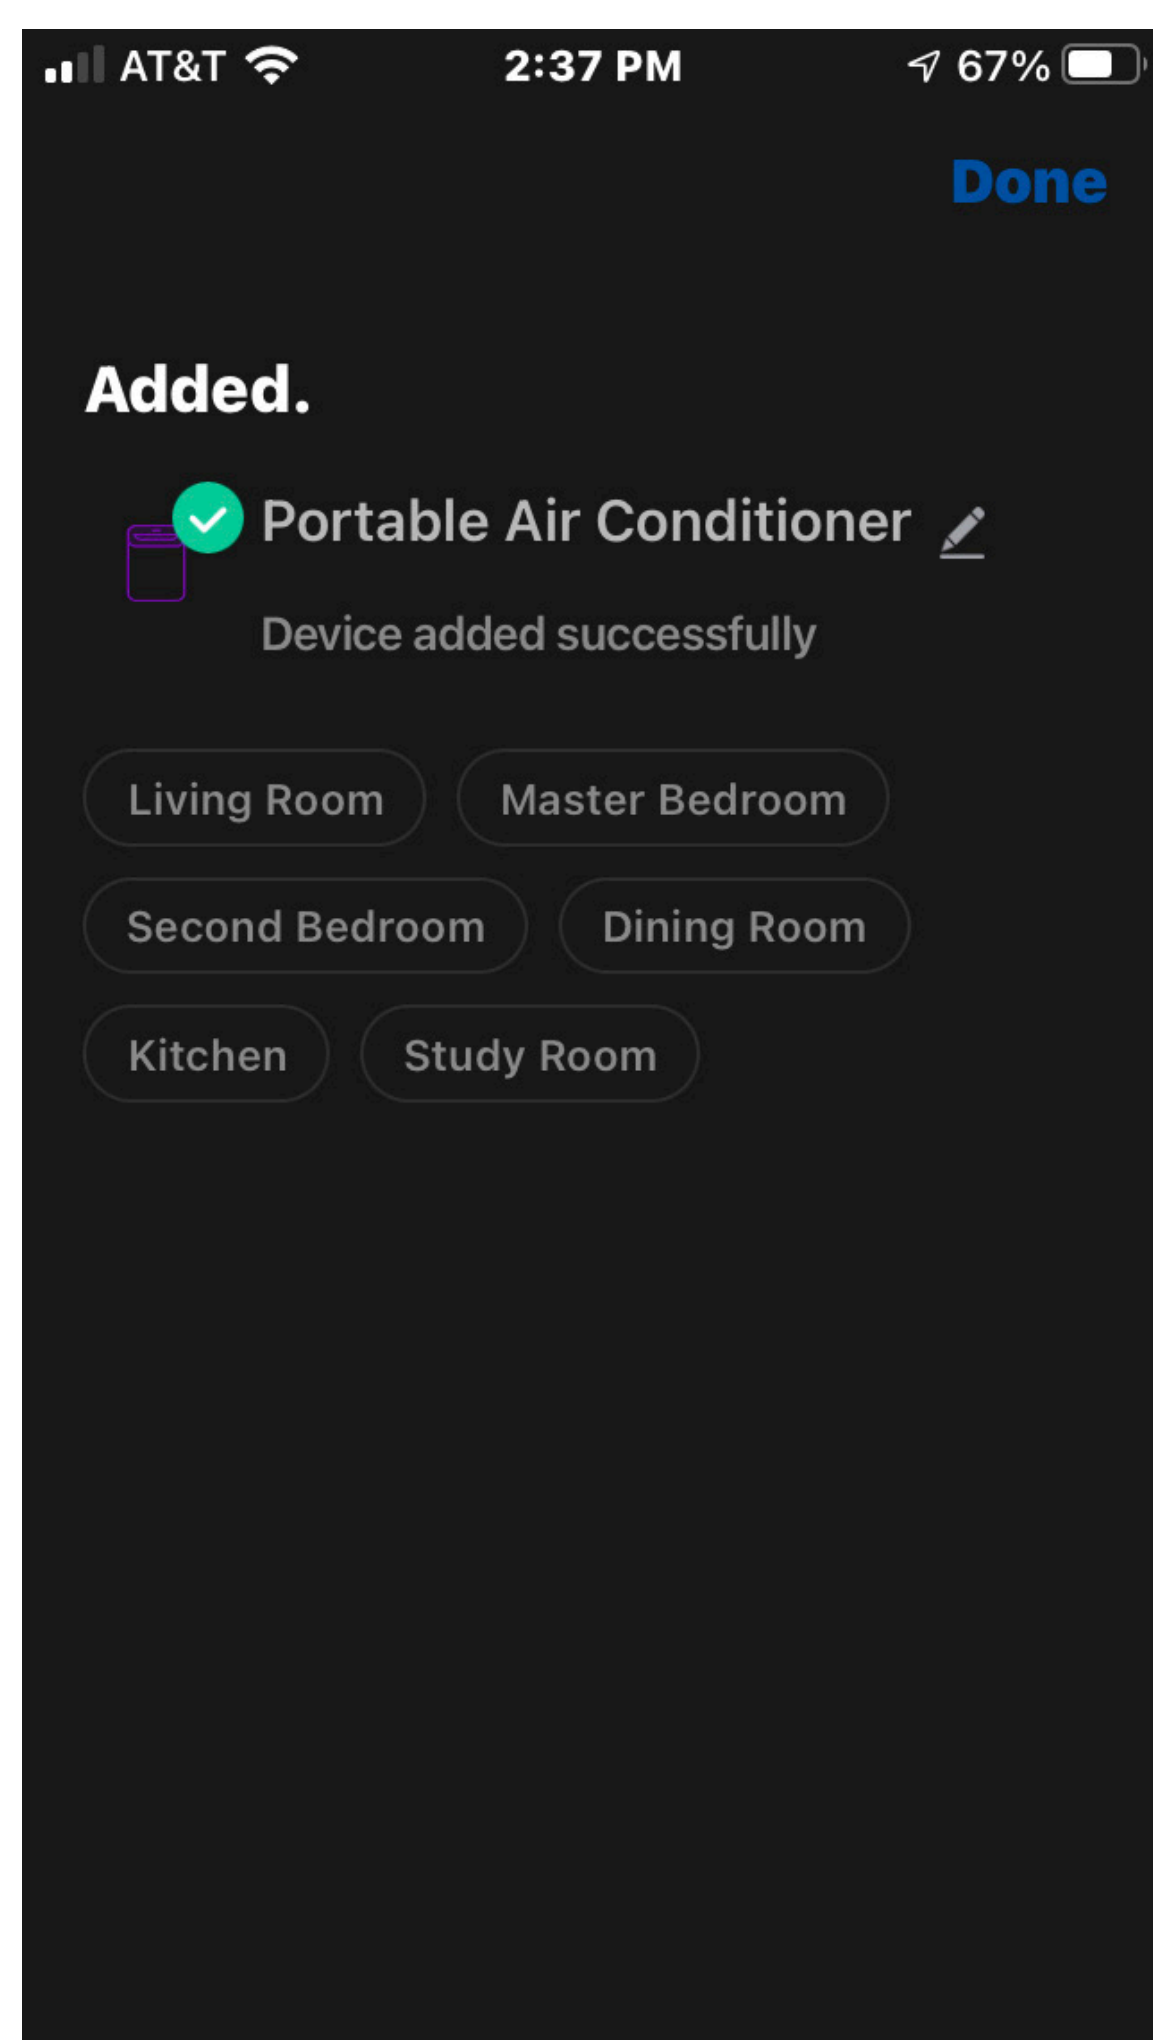 AT&T 2:37 PM 67%
Done
Added.
Portable Air Conditioner
Device added successfully
Living Room Master Bedroom
Second Bedroom Dining Room
Kitchen Study Room